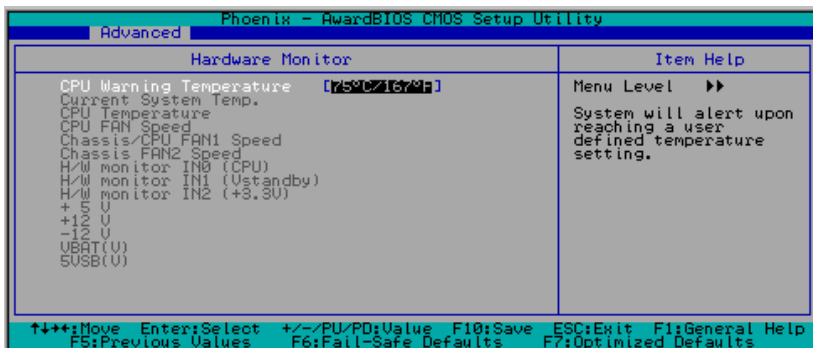 Phoenix - AwardBIOS CMOS Setup Utility
Advanced
Hardware Monitor
Item Help
CPU Warning Temperature [75°C/167°F]
Current System Temp.
CPU Temperature
CPU FAN Speed
Chassis/CPU FAN1 Speed
Chassis FAN2 Speed
H/W monitor IN0 (CPU)
H/W monitor IN1 (Vstandby)
H/W monitor IN2 (+3.3V)
+ 5 V
+12 V
-12 V
VBAT(V)
5VSB(V)
Menu Level ▶▶
System will alert upon
reaching a user
defined temperature
setting.
↑↓→←:Move Enter:Select +/-/PU/PD:Value F10:Save ESC:Exit F1:General Help
F5:Previous Values F6:Fail-Safe Defaults F7:Optimized Defaults